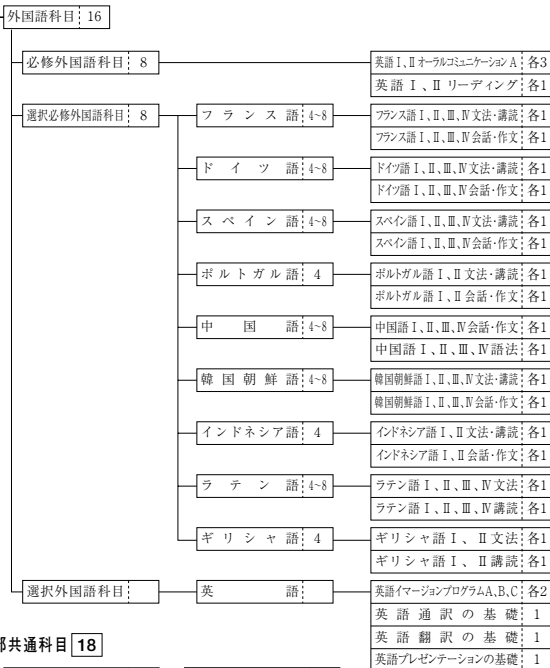 外国語科目 16
必修外国語科目 8
英語Ⅰ、Ⅱオーラルコミュニケーション A 各3
英語Ⅰ、Ⅱリーディング 各1
選択必修外国語科目 8
フランス語 4~8
フランス語Ⅰ、Ⅱ、Ⅲ、Ⅳ文法・講読 各1
フランス語Ⅰ、Ⅱ、Ⅲ、Ⅳ会話・作文 各1
ドイツ語 4~8
ドイツ語Ⅰ、Ⅱ、Ⅲ、Ⅳ文法・講読 各1
ドイツ語Ⅰ、Ⅱ、Ⅲ、Ⅳ会話・作文 各1
スペイン語 4~8
スペイン語Ⅰ、Ⅱ、Ⅲ、Ⅳ文法・講読 各1
スペイン語Ⅰ、Ⅱ、Ⅲ、Ⅳ会話・作文 各1
ポルトガル語 4
ポルトガル語Ⅰ、Ⅱ文法・講読 各1
ポルトガル語Ⅰ、Ⅱ会話・作文 各1
中国語 4~8
中国語Ⅰ、Ⅱ、Ⅲ、Ⅳ会話・作文 各1
中国語Ⅰ、Ⅱ、Ⅲ、Ⅳ語法 各1
韓国朝鮮語 4~8
韓国朝鮮語Ⅰ、Ⅱ、Ⅲ、Ⅳ文法・講読 各1
韓国朝鮮語Ⅰ、Ⅱ、Ⅲ、Ⅳ会話・作文 各1
インドネシア語 4
インドネシア語Ⅰ、Ⅱ文法・講読 各1
インドネシア語Ⅰ、Ⅱ会話・作文 各1
ラテン語 4~8
ラテン語Ⅰ、Ⅱ、Ⅲ、Ⅳ文法 各1
ラテン語Ⅰ、Ⅱ、Ⅲ、Ⅳ講読 各1
ギリシャ語 4
ギリシャ語Ⅰ、Ⅱ文法 各1
ギリシャ語Ⅰ、Ⅱ講読 各1
選択外国語科目
英語
英語イマージョンプログラムA、B、C 各2
英語通訳の基礎 1
英語翻訳の基礎 1
英語プレゼンテーションの基礎 1
部共通科目 18